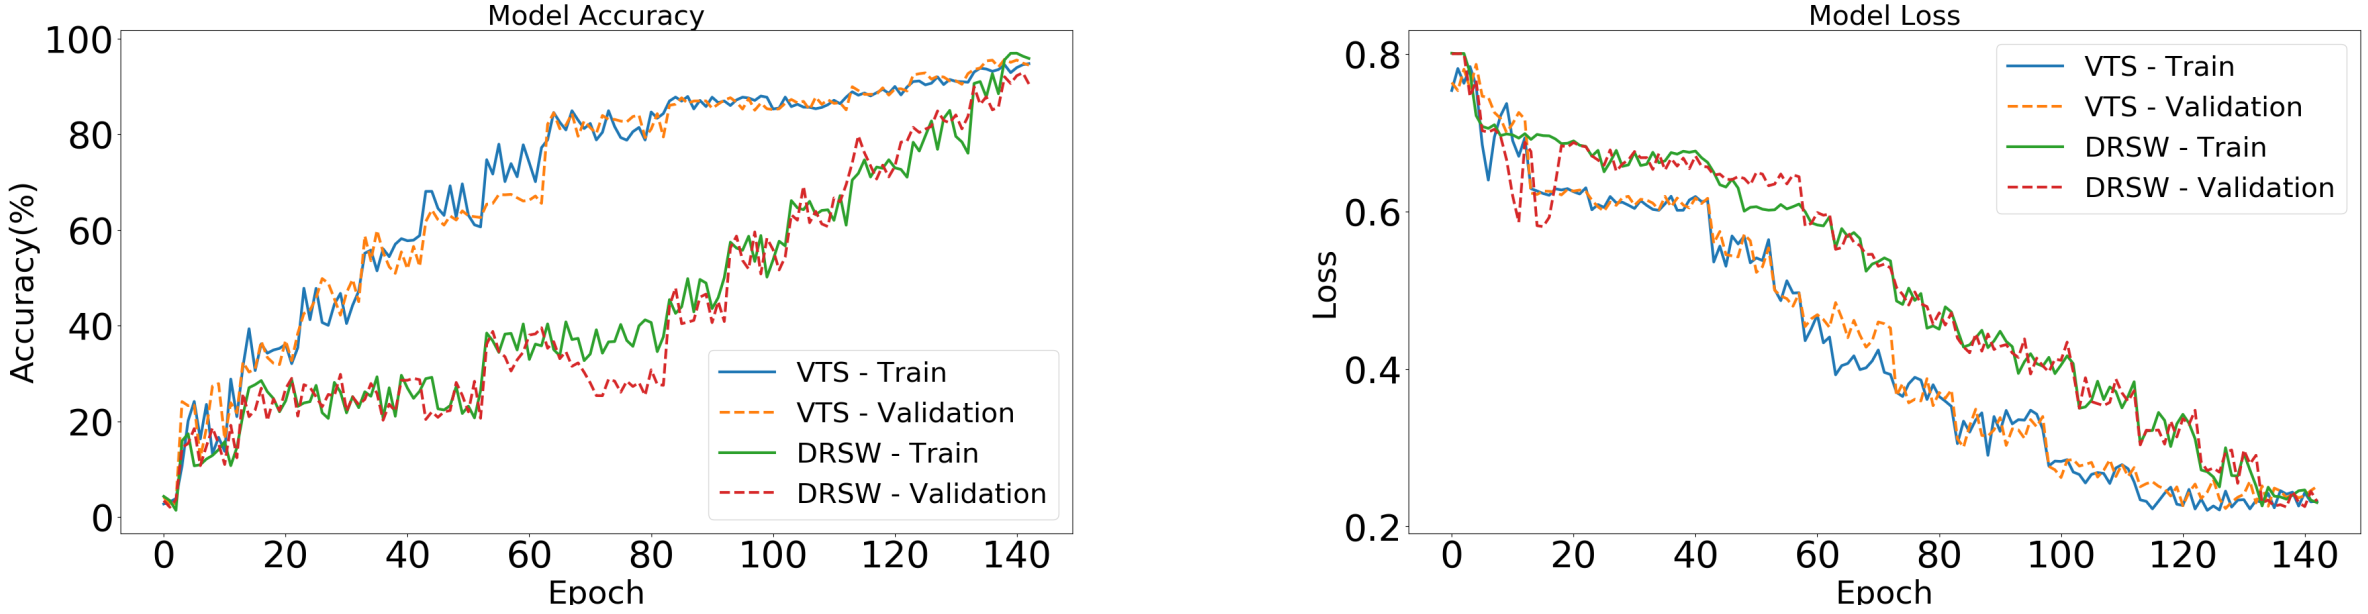 Model Accuracy
Accuracy(%)
100
80
60
40
20
0
VTS - Train
VTS - Validation
DRSW - Train
DRSW - Validation
0 20 40 60 80 100 120 140
Epoch
Model Loss
Loss
0.8
0.6
0.4
0.2
VTS - Train
VTS - Validation
DRSW - Train
DRSW - Validation
0 20 40 60 80 100 120 140
Epoch